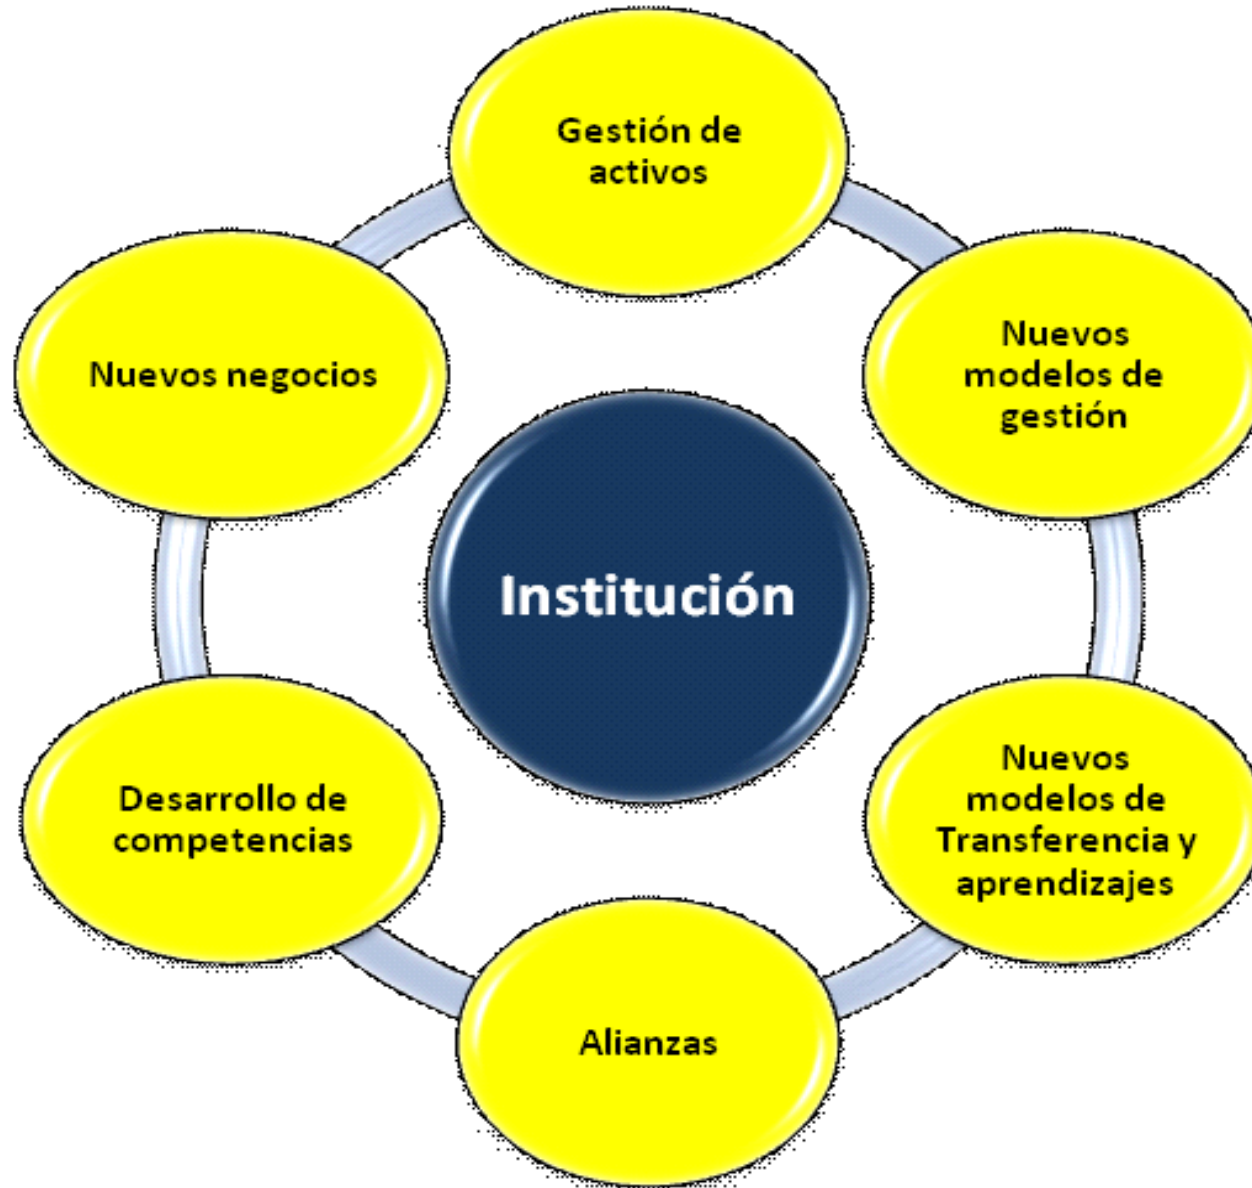 Gestión de
activos
Nuevos
modelos de
gestión
Nuevos
modelos de
Transferencia y
aprendizajes
Alianzas
Desarrollo de
competencias
Nuevos negocios
Institución